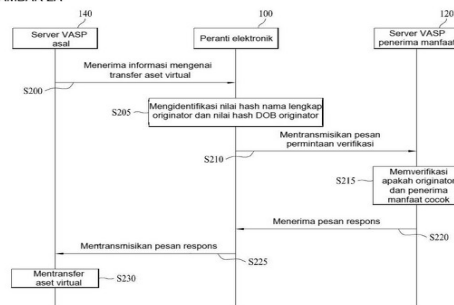 140
100
120
Server VASP
asal
Peranti elektronik
Server VASP
penerima manfaat
Menerima informasi mengenai
transfer aset virtual
S200
Mengidentifikasi nilai hash nama lengkap
originator dan nilai hash DOB originator
S205
Mentransmisikan pesan
permintaan verifikasi
S210
Memverifikasi
apakah originator
dan penerima
manfaat cocok
S215
Menerima pesan respons
S220
Mentransmisikan pesan respons
S225
Mentransfer
aset virtual
S230